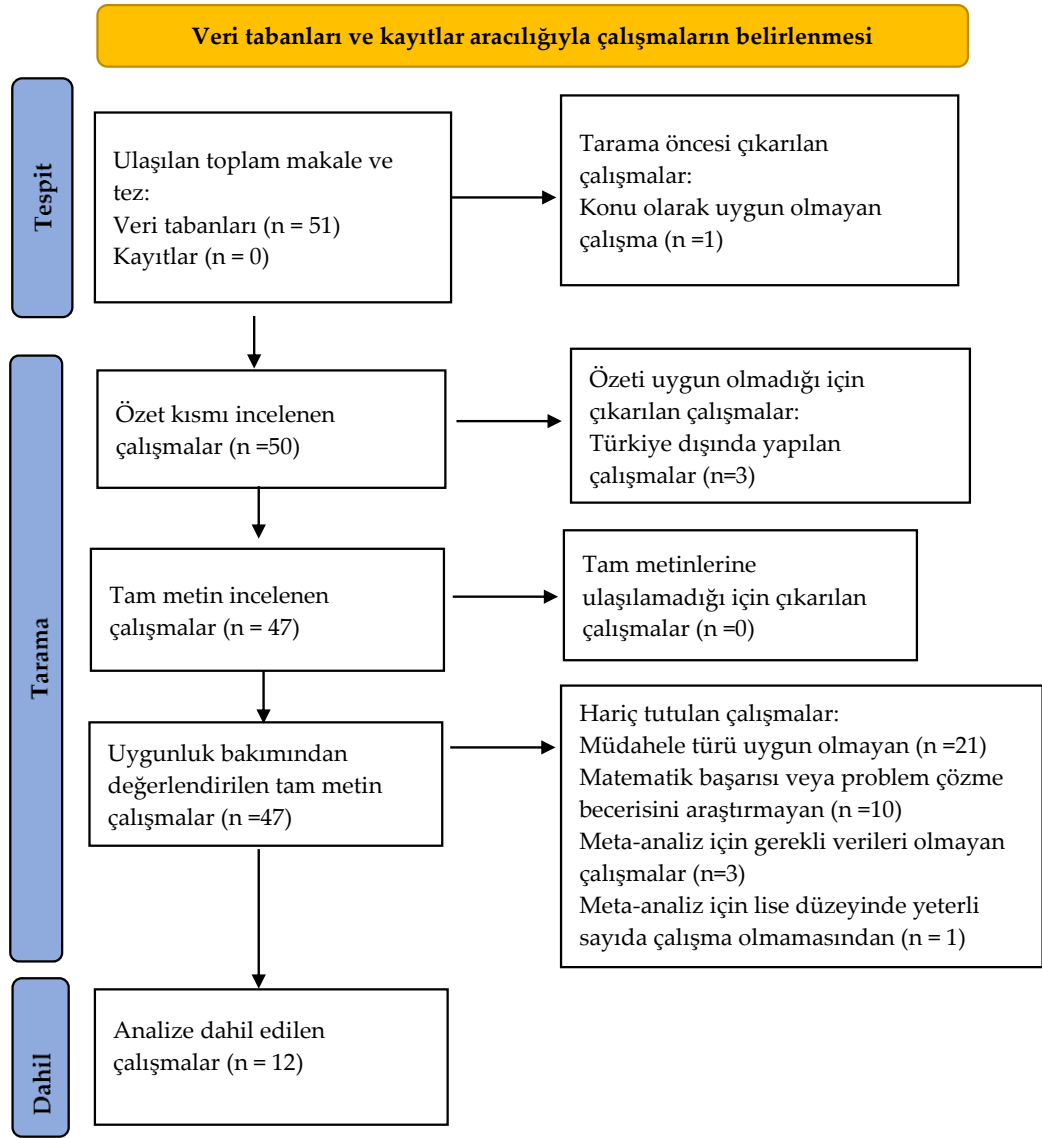 Veri tabanları ve kayıtlar aracılığıyla çalışmaların belirlenmesi
Tespit
Ulaşılan toplam makale ve
tez:
Veri tabanları (n = 51)
Kayıtlar (n = 0)
Tarama öncesi çıkarılan
çalışmalar:
Konu olarak uygun olmayan
çalışma (n =1)
Tarama
Özet kısmı incelenen
çalışmalar (n =50)
Özeti uygun olmadığı için
çıkarılan çalışmalar:
Türkiye dışında yapılan
çalışmalar (n=3)
Tam metin incelenen
çalışmalar (n = 47)
Tam metinlerine
ulaşılamadığı için çıkarılan
çalışmalar (n =0)
Uygunluk bakımından
değerlendirilen tam metin
çalışmalar (n =47)
Hariç tutulan çalışmalar:
Müdahele türü uygun olmayan (n =21)
Matematik başarısı veya problem çözme
becerisini araştırmayan (n =10)
Meta-analiz için gerekli verileri olmayan
çalışmalar (n=3)
Meta-analiz için lise düzeyinde yeterli
sayıda çalışma olmamasından (n = 1)
Dahil
Analize dahil edilen
çalışmalar (n = 12)